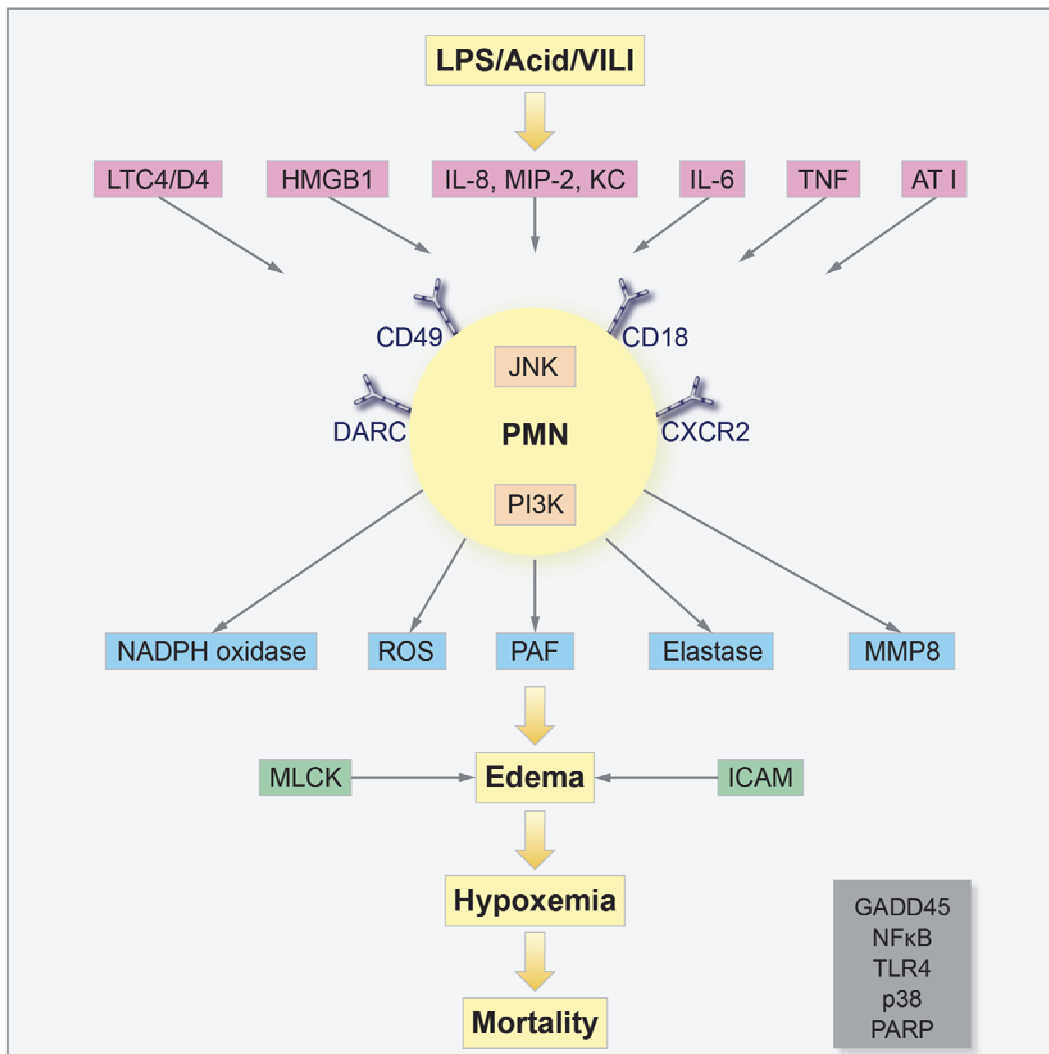 LPS/Acid/VILI
LTC4/D4 HMGB1 IL-8, MIP-2, KC IL-6 TNF AT I
CD49 CD18
JNK
DARC PMN CXCR2
PI3K
NADPH oxidase ROS PAF Elastase MMP8
MLCK Edema ICAM
Hypoxemia
GADD45
NFκB
TLR4
p38
PARP
Mortality